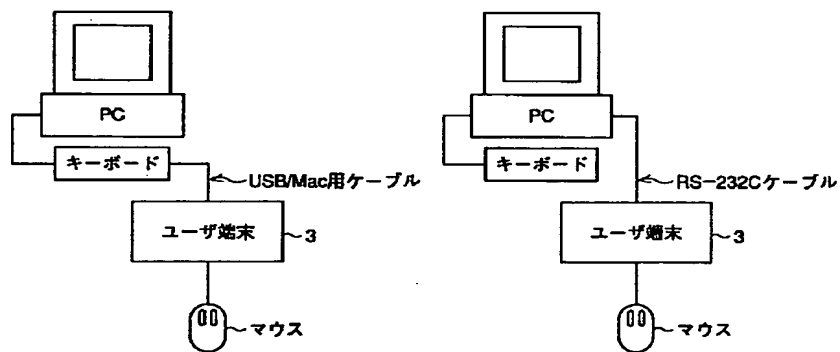 PC
キーボード
USB/Mac用ケーブル
ユーザ端末
3
マウス
PC
キーボード
RS-232Cケーブル
ユーザ端末
3
マウス